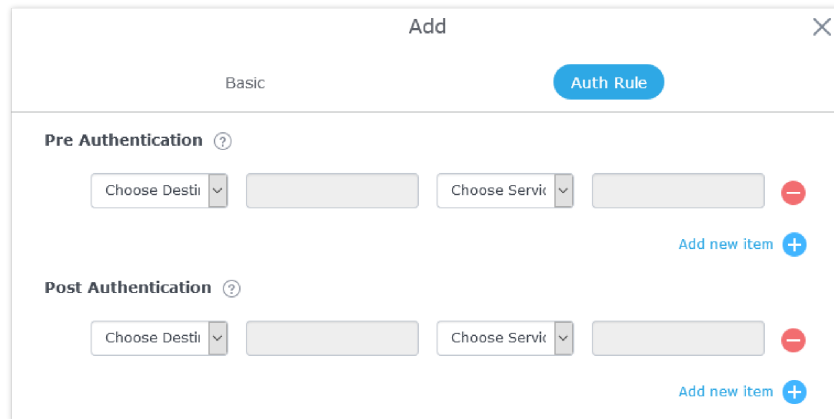 Add
Basic
Auth Rule
Pre Authentication ?
Choose Desti
Choose Servic
Add new item
Post Authentication ?
Choose Desti
Choose Servic
Add new item